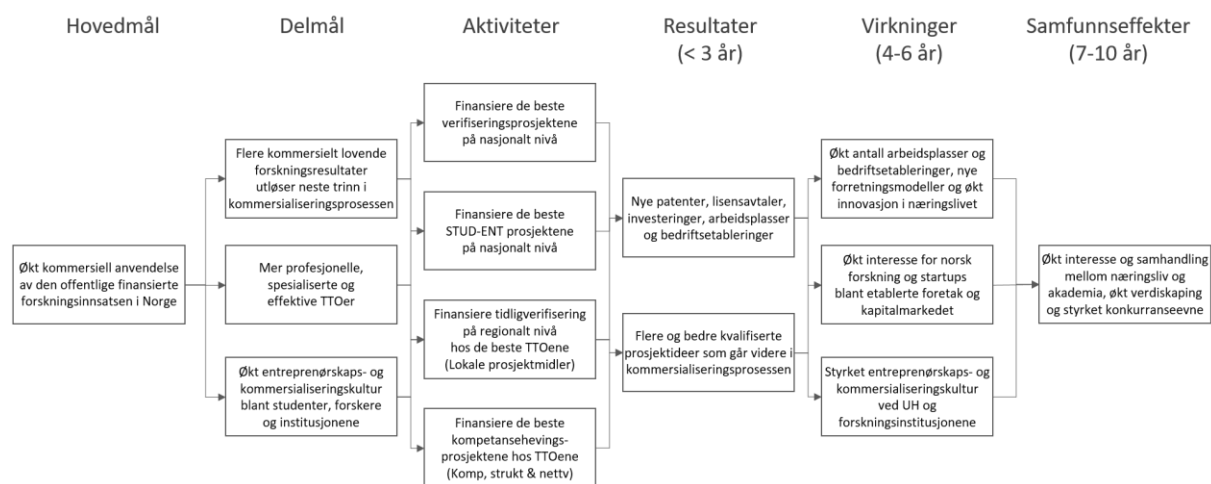 Hovedmål
Delmål
Aktiviteter
Resultater
(< 3 år)
Virkninger
(4-6 år)
Samfunnseffekter
(7-10 år)
Økt kommersiell anvendelse
av den offentlige finansierte
forskningsinnsatsen i Norge
Flere kommersielt lovende
forskningsresultater
utløser neste trinn i
kommersialiseringsprosessen
Mer profesjonelle,
spesialiserte og
effektive TTOer
Økt entreprenørskaps- og
kommersialiseringskultur
blant studenter, forskere
og institusjonene
Finansiere de beste
verifiseringsprosjektene
på nasjonalt nivå
Finansiere de beste
STUD-ENT prosjektene
på nasjonalt nivå
Finansiere tidligverifisering
på regionalt nivå
hos de beste TTOene
(Lokale prosjektmidler)
Finansiere de beste
kompetansehevings-
prosjektene hos TTOene
(Komp, strukt & nettv)
Nye patenter, lisensavtaler,
investeringer, arbeidsplasser
og bedriftsetableringer
Flere og bedre kvalifiserte
prosjektideer som går videre i
kommersialiseringsprosessen
Økt antall arbeidsplasser og
bedriftsetableringer, nye
forretningsmodeller og økt
innovasjon i næringslivet
Økt interesse for norsk
forskning og startups
blant etablerte foretak og
kapitalmarkedet
Styrket entreprenørskaps- og
kommersialiseringskultur
ved UH og
forskningsinstitusjonene
Økt interesse og samhandling
mellom næringsliv og
akademia, økt verdiskaping
og styrket konkurranseevne